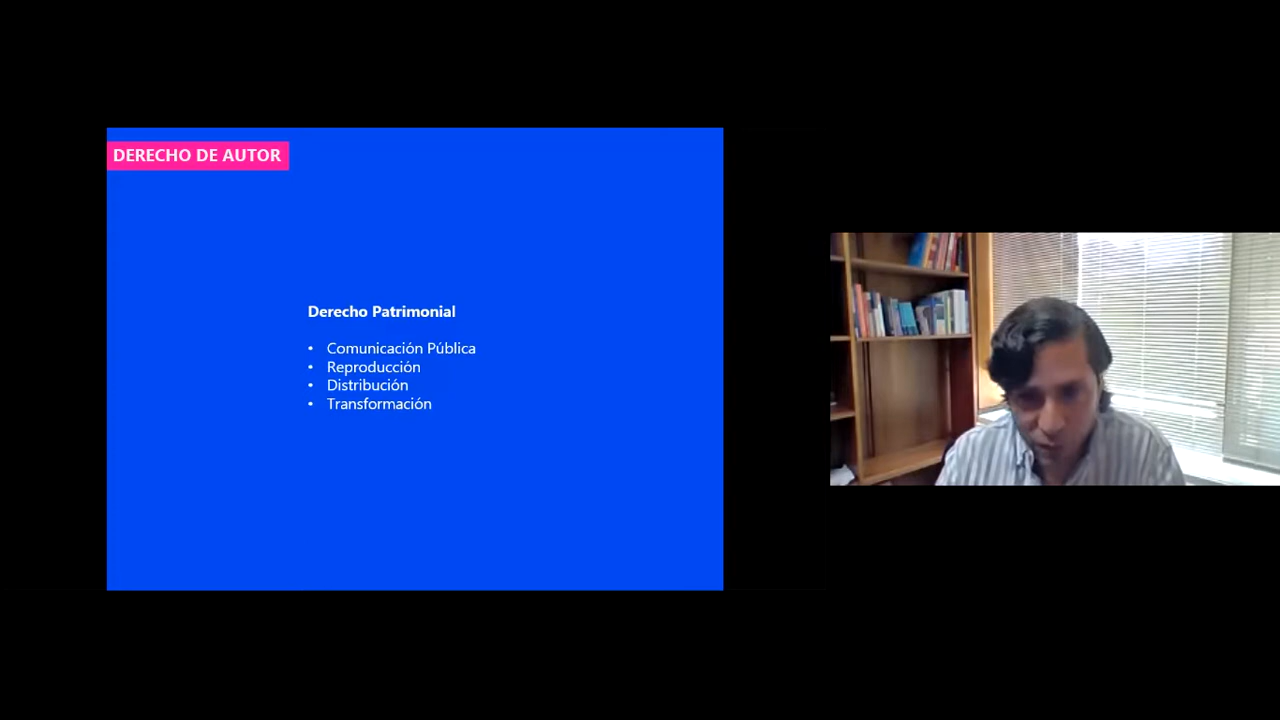 DERECHO DE AUTOR
Derecho Patrimonial
• Comunicación Pública
• Reproducción
• Distribución
• Transformación